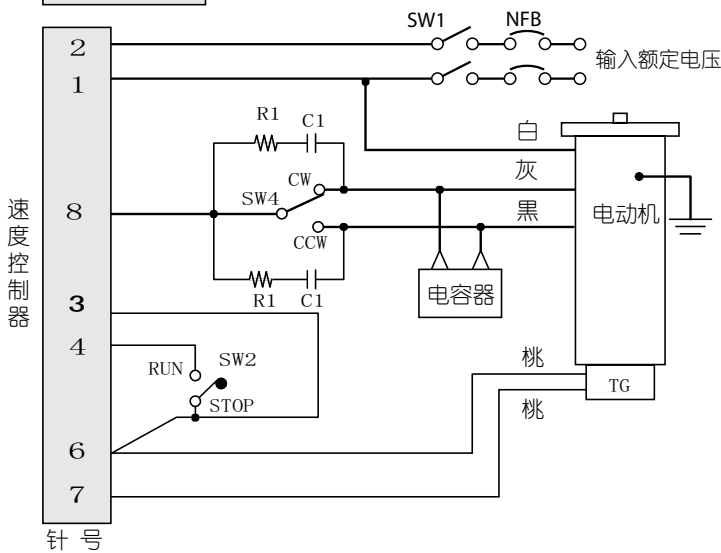 SW1 NFB
2
输入额定电压
1
R1 C1
白
CW
灰
SW4
8
黑
电动机
CCW
速度控制器
R1 C1
电容器
3
4
RUN SW2
桃
TG
STOP
桃
6
7
针号